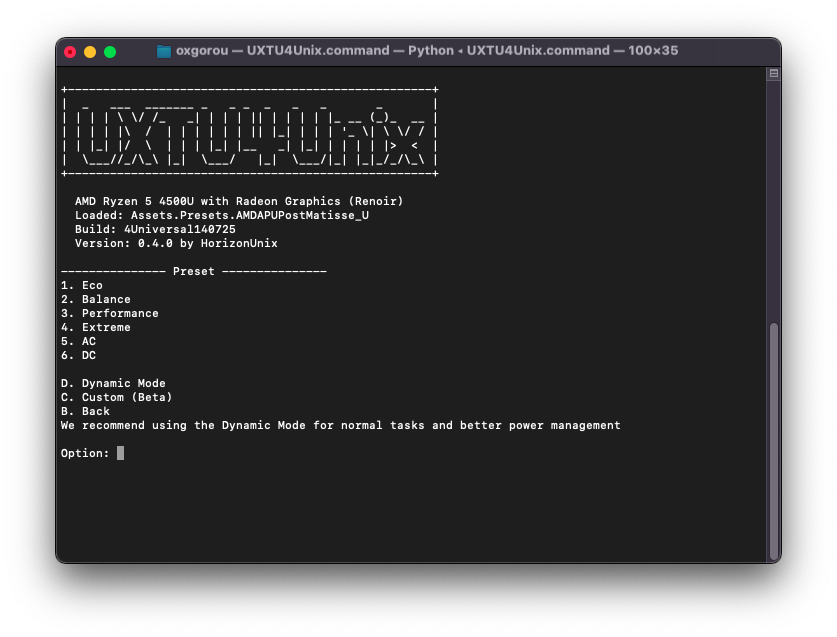 oxgorou — UXTU4Unix.command — Python ◂ UXTU4Unix.command — 100×35
UXTU4Unix
AMD Ryzen 5 4500U with Radeon Graphics (Renoir)
Loaded: Assets.Presets.AMDAPUPostMatisse_U
Build: 4Universal140725
Version: 0.4.0 by HorizonUnix
--------------- Preset ---------------
1. Eco
2. Balance
3. Performance
4. Extreme
5. AC
6. DC
D. Dynamic Mode
C. Custom (Beta)
B. Back
We recommend using the Dynamic Mode for normal tasks and better power management
Option: